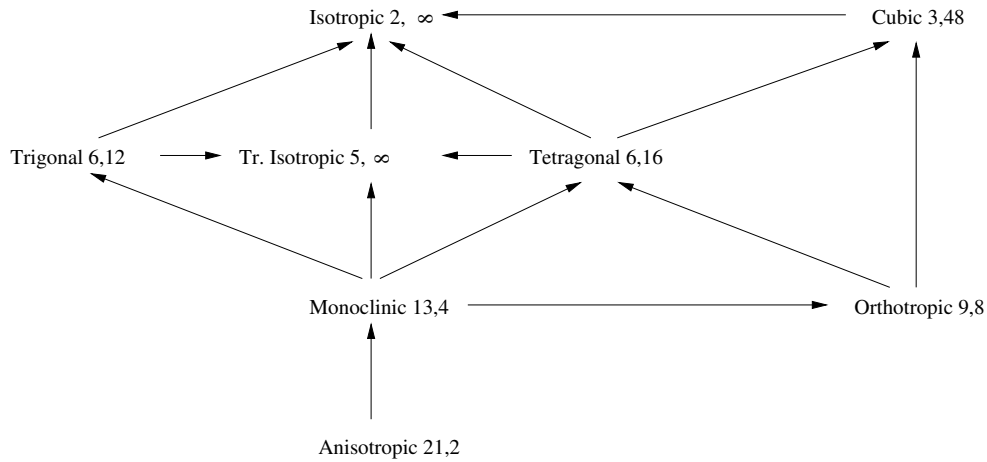 Isotropic 2, ∞
Cubic 3,48
Trigonal 6,12
Tr. Isotropic 5, ∞
Tetragonal 6,16
Monoclinic 13,4
Orthotropic 9,8
Anisotropic 21,2